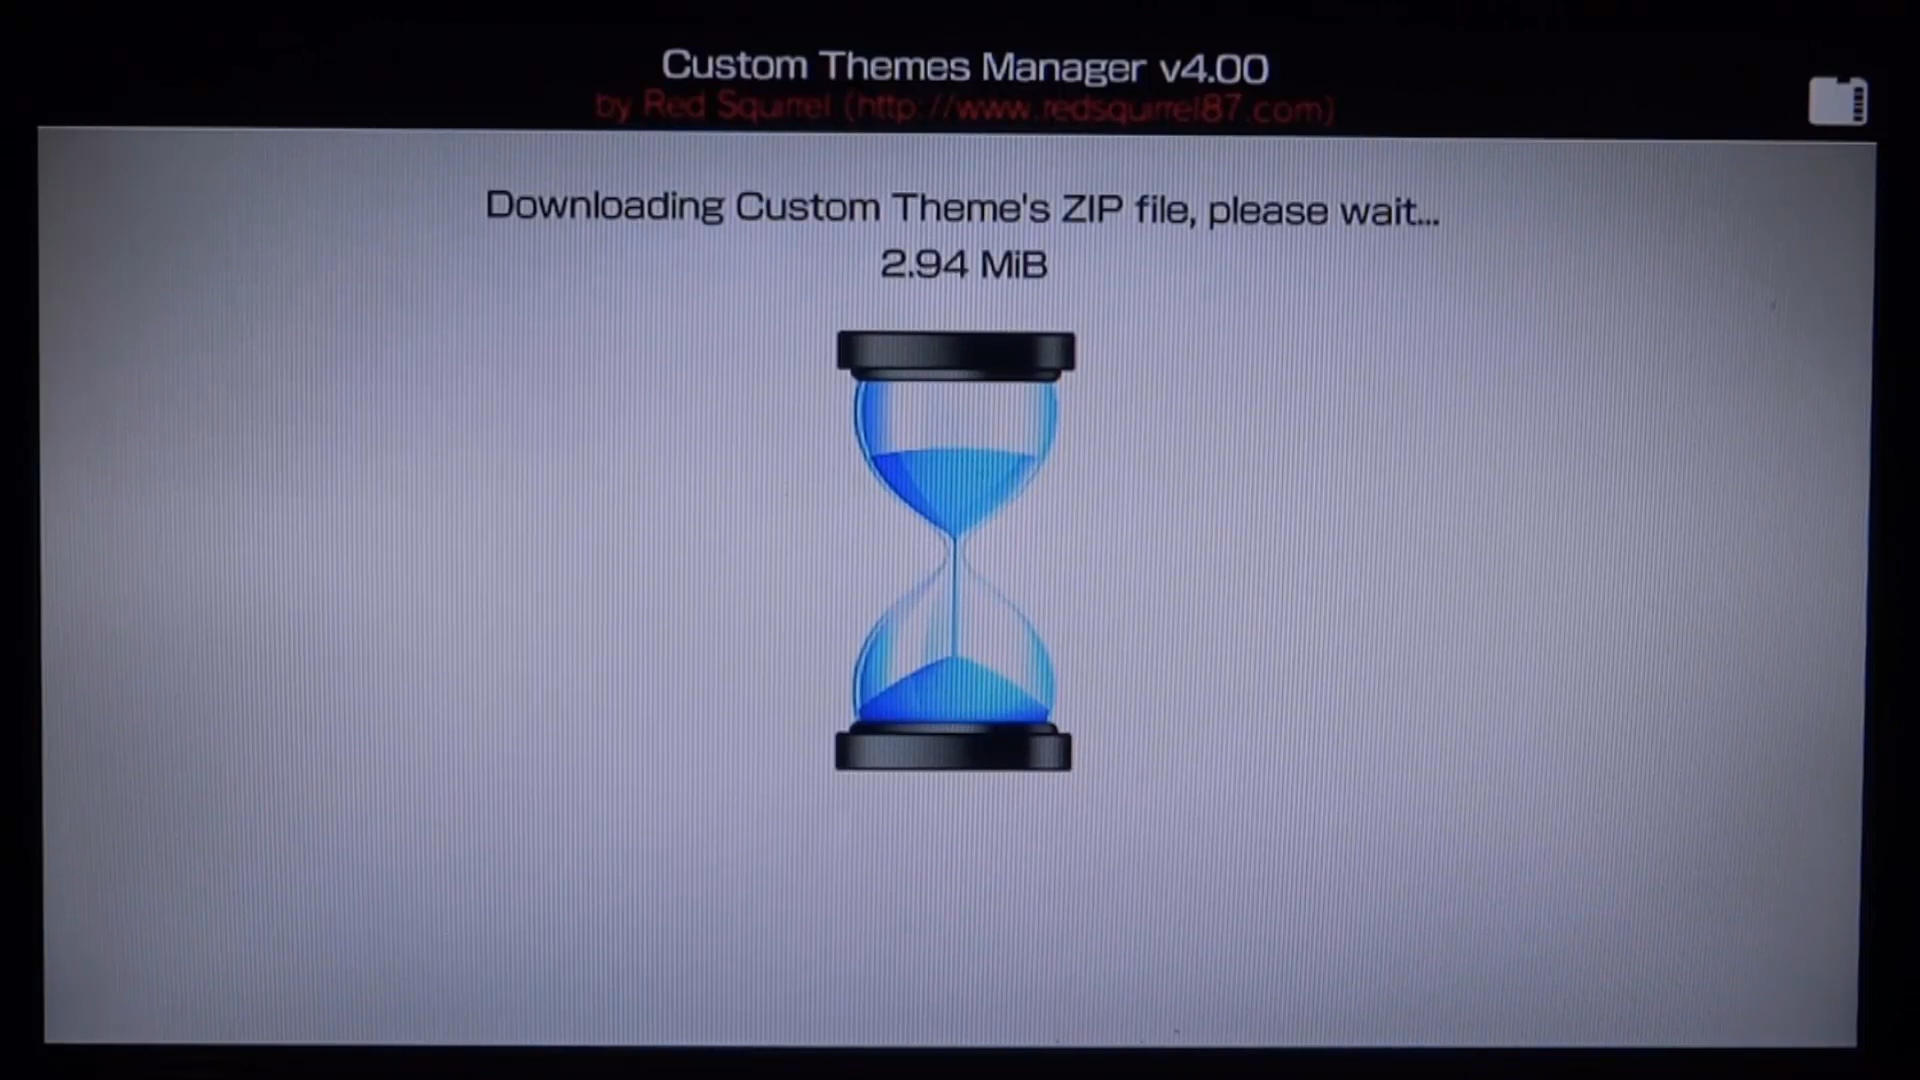 Custom Themes Manager v4.00
by Red Squirrel (http://www.redsquirrel87.com)
Downloading Custom Theme's ZIP file, please wait...
2.94 MiB